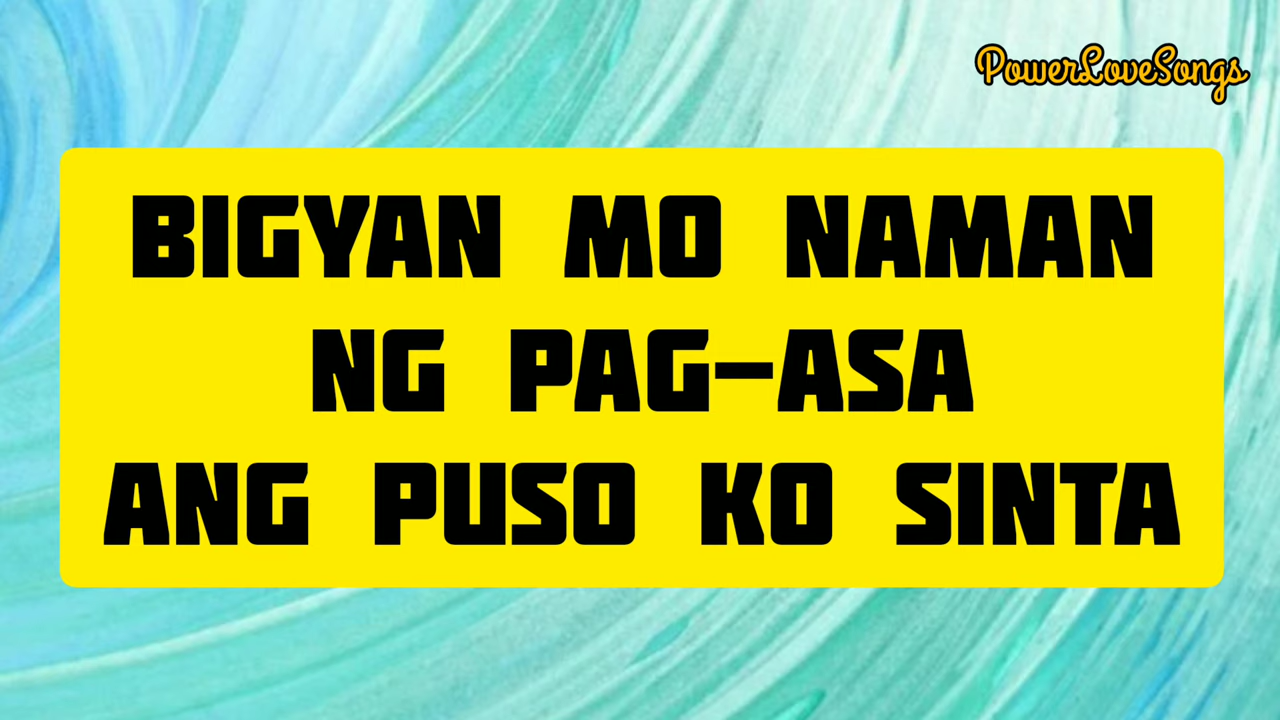 PowerLoveSongs
BIGYAN MO NAMAN
NG PAG-ASA
ANG PUSO KO SINTA